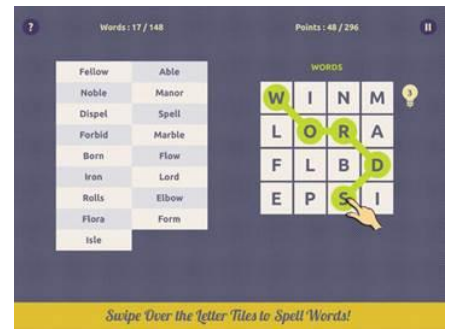 ? Words : 17 / 148 Points : 48 / 296
WORDS
Fellow Able
Noble Manor
Dispel Spell
Forbid Marble
Born Flow
Iron Lord
Rolls Elbow
Flora Form
Isle
W I N M 3
L O R A
F L B D
E P S I
Swipe Over the Letter Tiles to Spell Words!